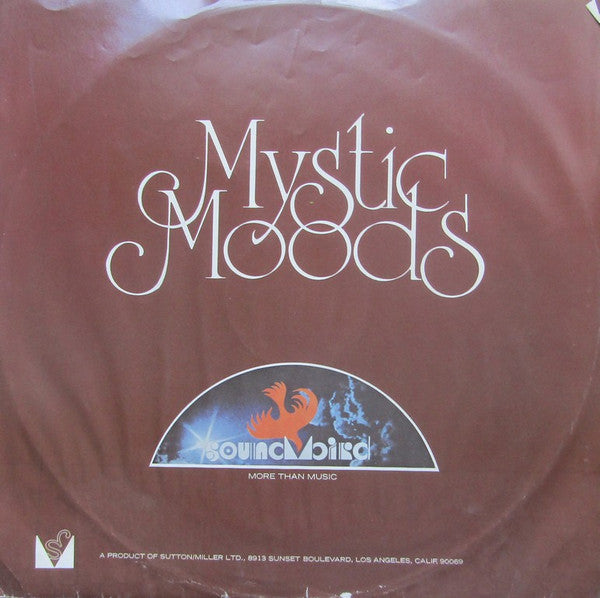 Mystic
Moods
soundbird
MORE THAN MUSIC
A PRODUCT OF SUTTON/MILLER LTD., 8913 SUNSET BOULEVARD, LOS ANGELES, CALIF. 90069